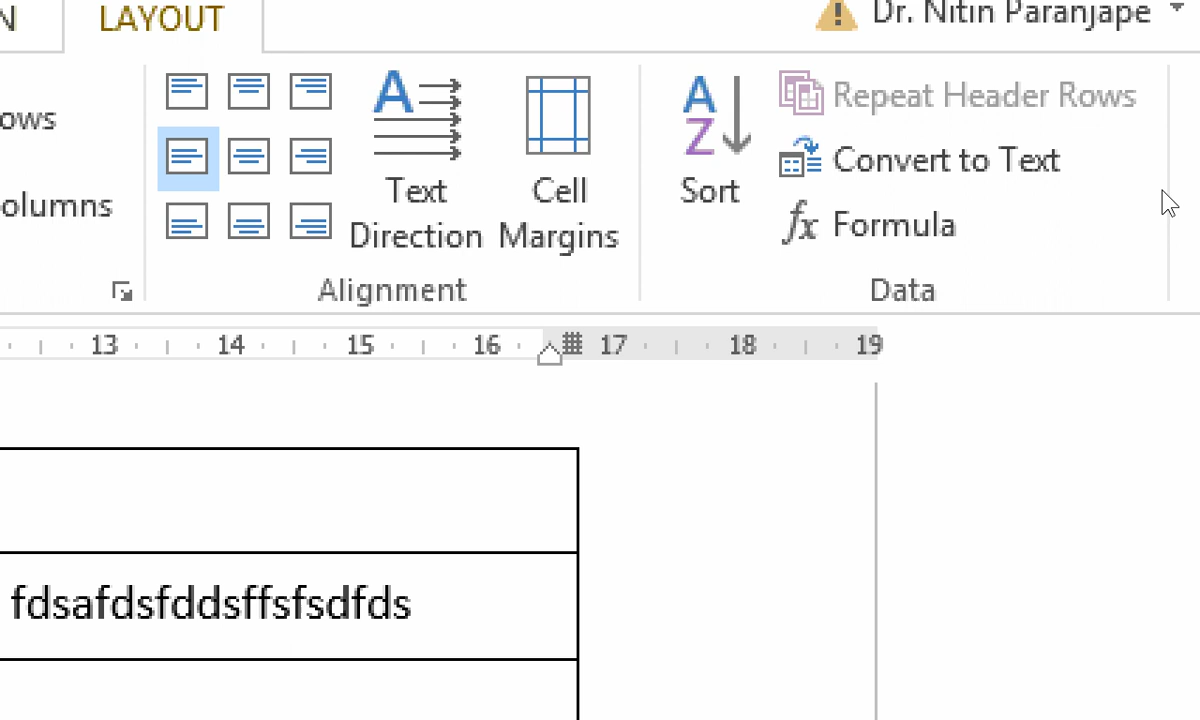 N LAYOUT Dr. Nitin Paranjape
ows
olumns
Text
Direction
Cell
Margins
Alignment
A
Z
Sort
Repeat Header Rows
Convert to Text
fx Formula
Data
13 14 15 16 17 18 19
fdsafdsfddsffsfsdfds